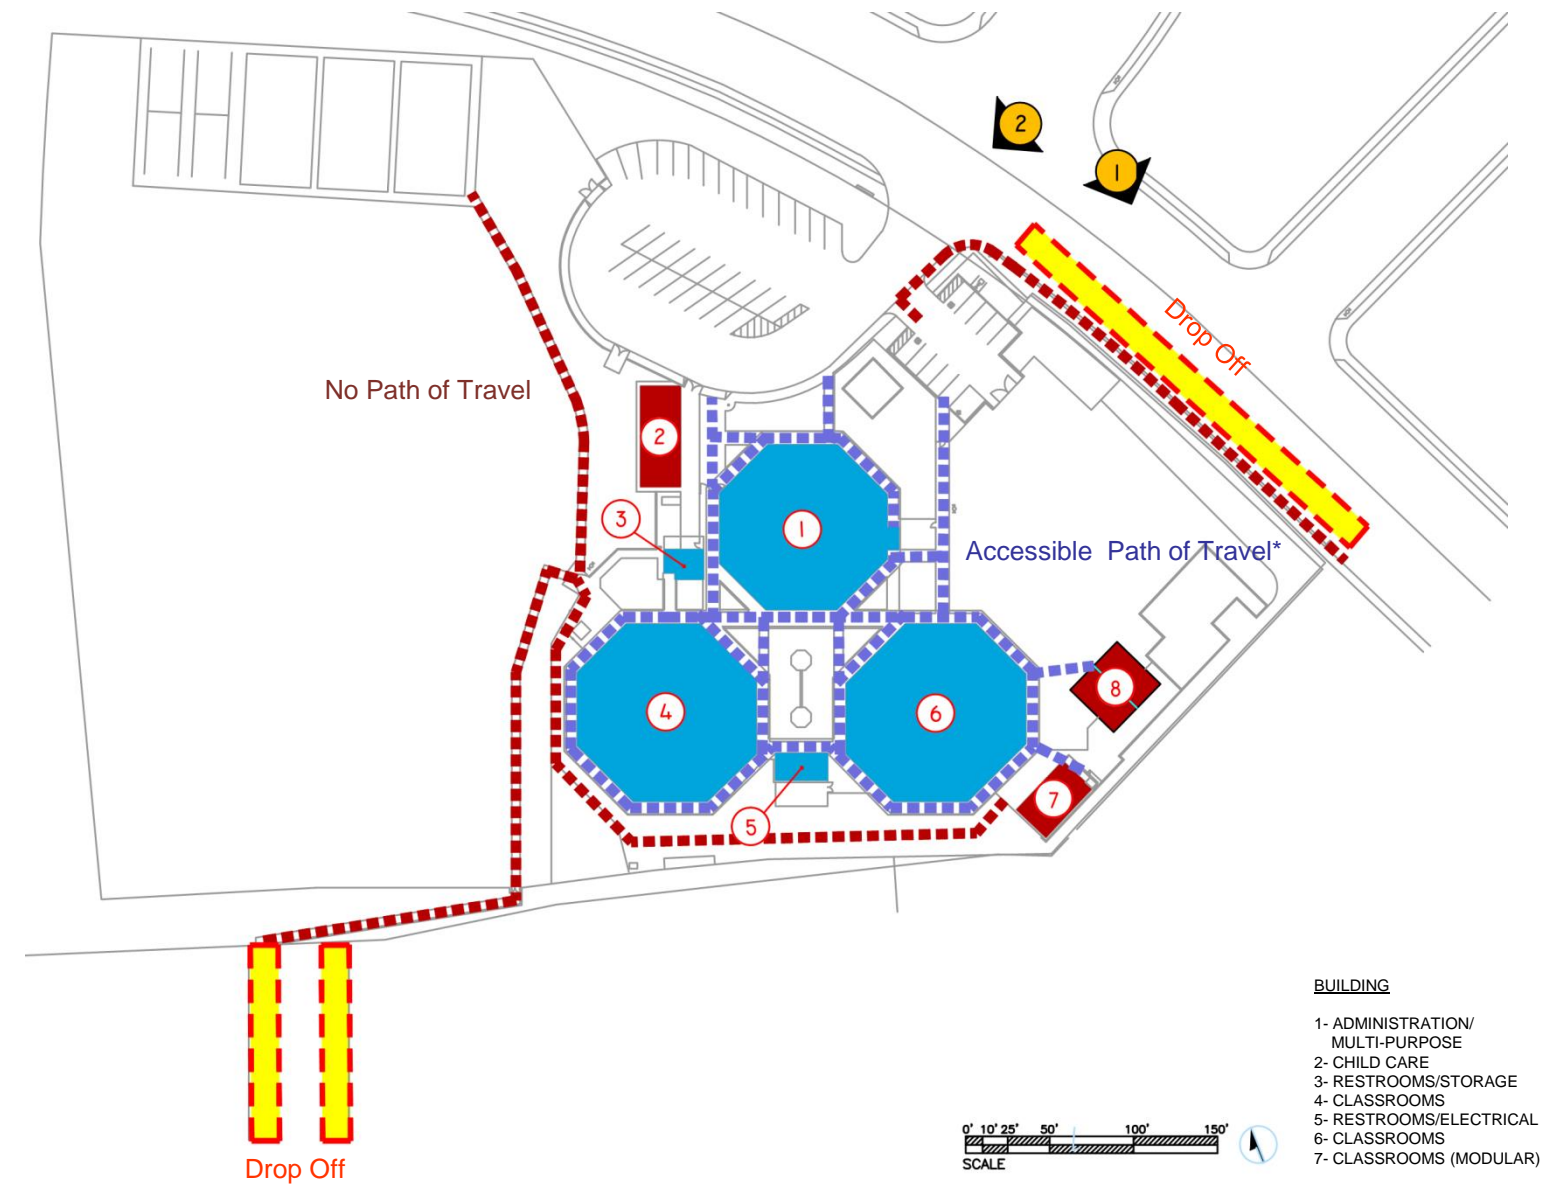 2
1
Drop Off
No Path of Travel
2
3
1
Accessible Path of Travel*
8
4
6
7
5
BUILDING
1- ADMINISTRATION/
MULTI-PURPOSE
2- CHILD CARE
3- RESTROOMS/STORAGE
4- CLASSROOMS
5- RESTROOMS/ELECTRICAL
6- CLASSROOMS
7- CLASSROOMS (MODULAR)
0' 10' 25' 50' 100' 150'
SCALE
Drop Off